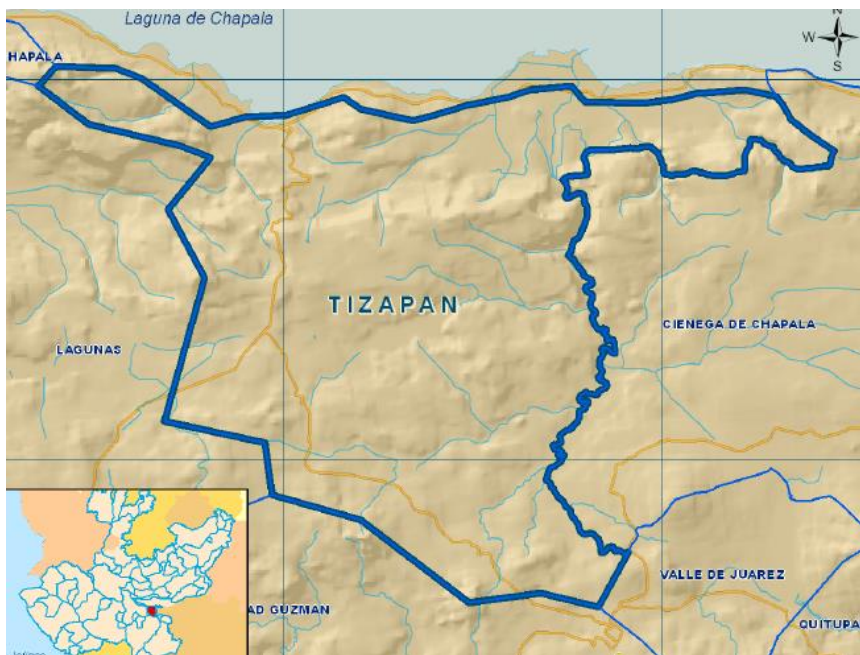 Laguna de Chapala
N
W
S
HAPALA
TIZAPAN
CIENEGA DE CHAPALA
LAGUNAS
VALLE DE JUAREZ
AD GUZMAN
QUITUPA